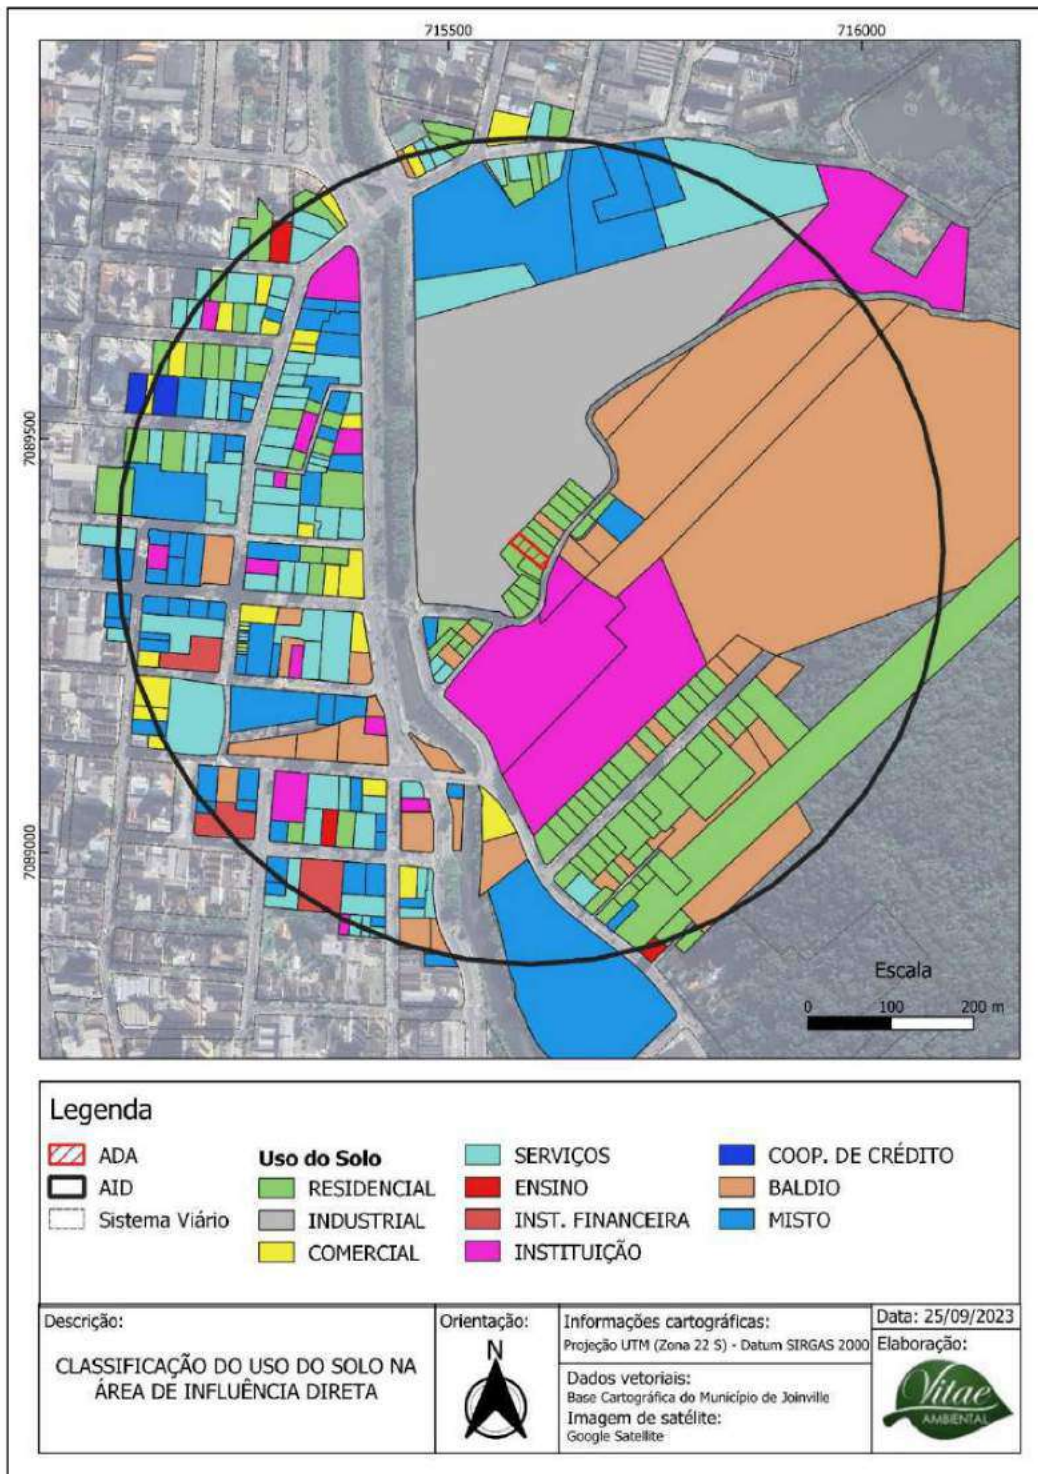 715500
716000
7089500
7089000
Escala
0 100 200 m
Legenda
ADA
AID
Sistema Viário
Uso do Solo
RESIDENCIAL
INDUSTRIAL
COMERCIAL
SERVIÇOS
ENSINO
INST. FINANCEIRA
INSTITUIÇÃO
COOP. DE CRÉDITO
BALDIO
MISTO
Descrição:
CLASSIFICAÇÃO DO USO DO SOLO NA
ÁREA DE INFLUÊNCIA DIRETA
Orientação:
N
Informações cartográficas:
Projeção UTM (Zona 22 S) - Datum SIRGAS 2000
Dados vetoriais:
Base Cartográfica do Município de Joinville
Imagem de satélite:
Google Satellite
Data: 25/09/2023
Elaboração:
Vitae
AMBIENTAL